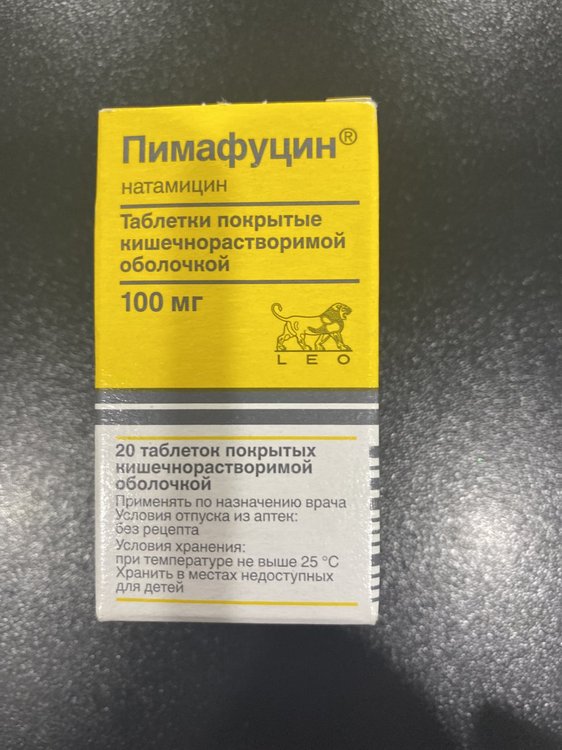 Пимафуцин®
натамицин
Таблетки покрытые
кишечнорастворимой
оболочкой
100 мг
LEO
20 таблеток покрытых
кишечнорастворимой
оболочкой
Применять по назначению врача
Условия отпуска из аптек:
без рецепта
Условия хранения:
при температуре не выше 25 °C
Хранить в местах недоступных
для детей